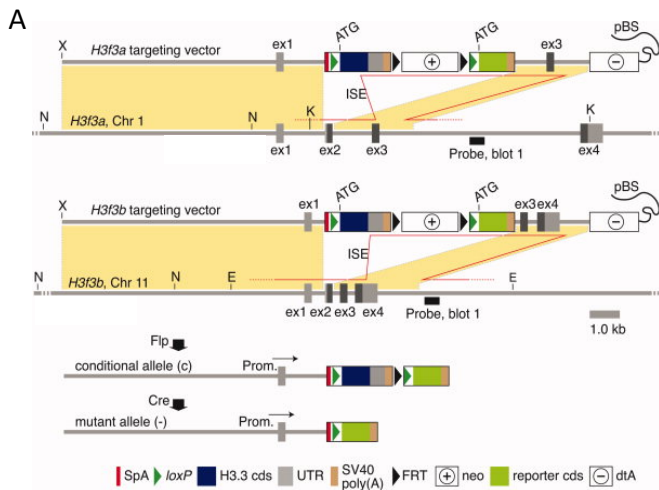 A
pBS
ATG ATG
X H3f3a targeting vector ex1 ex3
+ −
ISE
N N K K
H3f3a, Chr 1
ex1 ex2 ex3 Probe, blot 1 ex4
pBS
ATG ATG
X H3f3b targeting vector ex1 ex3 ex4
+ −
ISE
N N E E
H3f3b, Chr 11
ex1 ex2 ex3 ex4 Probe, blot 1
1.0 kb
Flp
conditional allele (c) Prom.
Cre
mutant allele (-) Prom.
SpA loxP H3.3 cds UTR SV40 poly(A) FRT + neo reporter cds − dtA